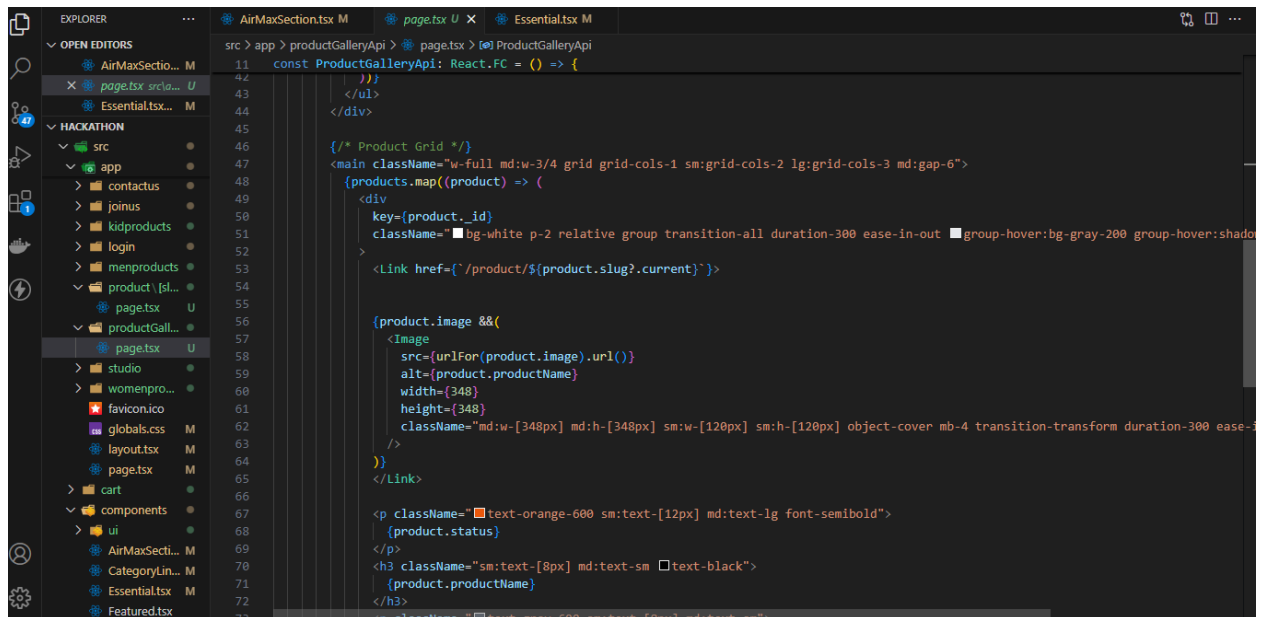 EXPLORER
OPEN EDITORS
AirMaxSectio... M
page.tsx src\a... U
Essential.tsx... M
HACKATHON
src
app
contactus
joinus
kidproducts
login
menproducts
product\[sl...
page.tsx U
productGall...
page.tsx U
studio
womenpro...
favicon.ico
globals.css M
layout.tsx M
page.tsx M
cart
components
ui
AirMaxSecti... M
CategoryLin... M
Essential.tsx M
Featured.tsx
47
1
AirMaxSection.tsx M page.tsx U Essential.tsx M
src > app > productGalleryApi > page.tsx > ProductGalleryApi
11 const ProductGalleryApi: React.FC = () => {
42 ))}
43 </ul>
44 </div>
45
46 {/* Product Grid */}
47 <main className="w-full md:w-3/4 grid grid-cols-1 sm:grid-cols-2 lg:grid-cols-3 md:gap-6">
48 {products.map((product) => (
49 <div
50 key={product._id}
51 className="bg-white p-2 relative group transition-all duration-300 ease-in-out group-hover:bg-gray-200 group-hover:shado
52 >
53 <Link href={`/product/${product.slug?.current}`}>
54
55
56 {product.image &&(
57 <Image
58 src={urlFor(product.image).url()}
59 alt={product.productName}
60 width={348}
61 height={348}
62 className="md:w-[348px] md:h-[348px] sm:w-[120px] sm:h-[120px] object-cover mb-4 transition-transform duration-300 ease-i
63 />
64 )}
65 </Link>
66
67 <p className="text-orange-600 sm:text-[12px] md:text-lg font-semibold">
68 {product.status}
69 </p>
70 <h3 className="sm:text-[8px] md:text-sm text-black">
71 {product.productName}
72 </h3>